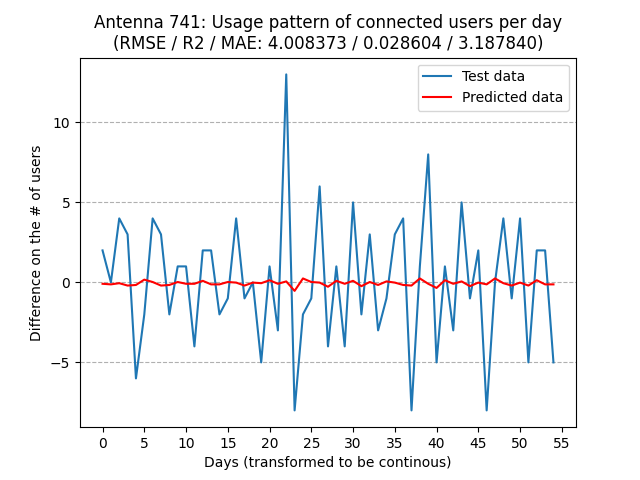 Antenna 741: Usage pattern of connected users per day
(RMSE / R2 / MAE: 4.008373 / 0.028604 / 3.187840)
Test data
Predicted data
Difference on the # of users
10
5
0
−5
0 5 10 15 20 25 30 35 40 45 50 55
Days (transformed to be continous)